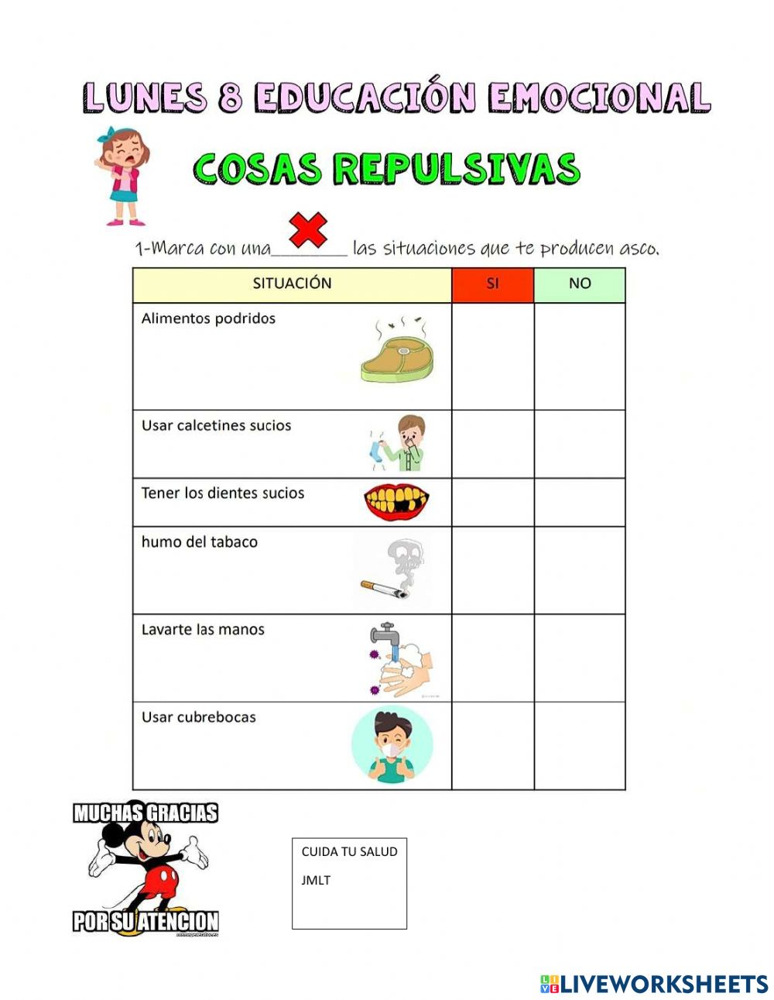 LUNES 8 EDUCACIÓN EMOCIONAL
COSAS REPULSIVAS
1-Marca con una_________ las situaciones que te producen asco.
SITUACIÓN SI NO
Alimentos podridos
Usar calcetines sucios
Tener los dientes sucios
humo del tabaco
Lavarte las manos
Usar cubrebocas
MUCHAS GRACIAS
POR SU ATENCION
CUIDA TU SALUD
JMLT
LIVEWORKSHEETS